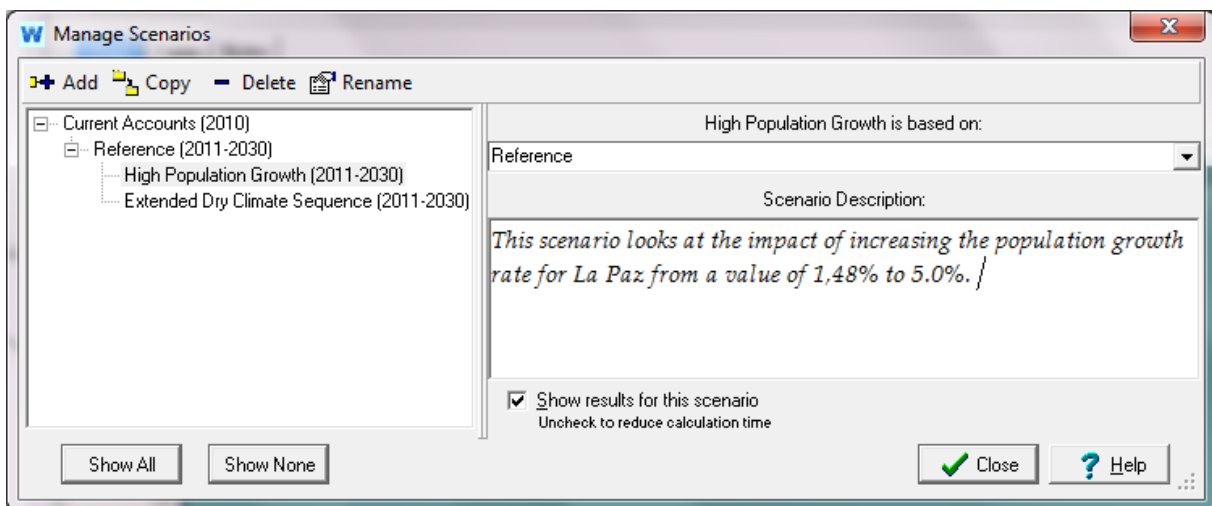 W Manage Scenarios
Add Copy Delete Rename
Current Accounts (2010)
Reference (2011-2030)
High Population Growth (2011-2030)
Extended Dry Climate Sequence (2011-2030)
High Population Growth is based on:
Reference
Scenario Description:
This scenario looks at the impact of increasing the population growth
rate for La Paz from a value of 1,48% to 5.0%.
Show results for this scenario
Uncheck to reduce calculation time
Show All Show None
Close ? Help